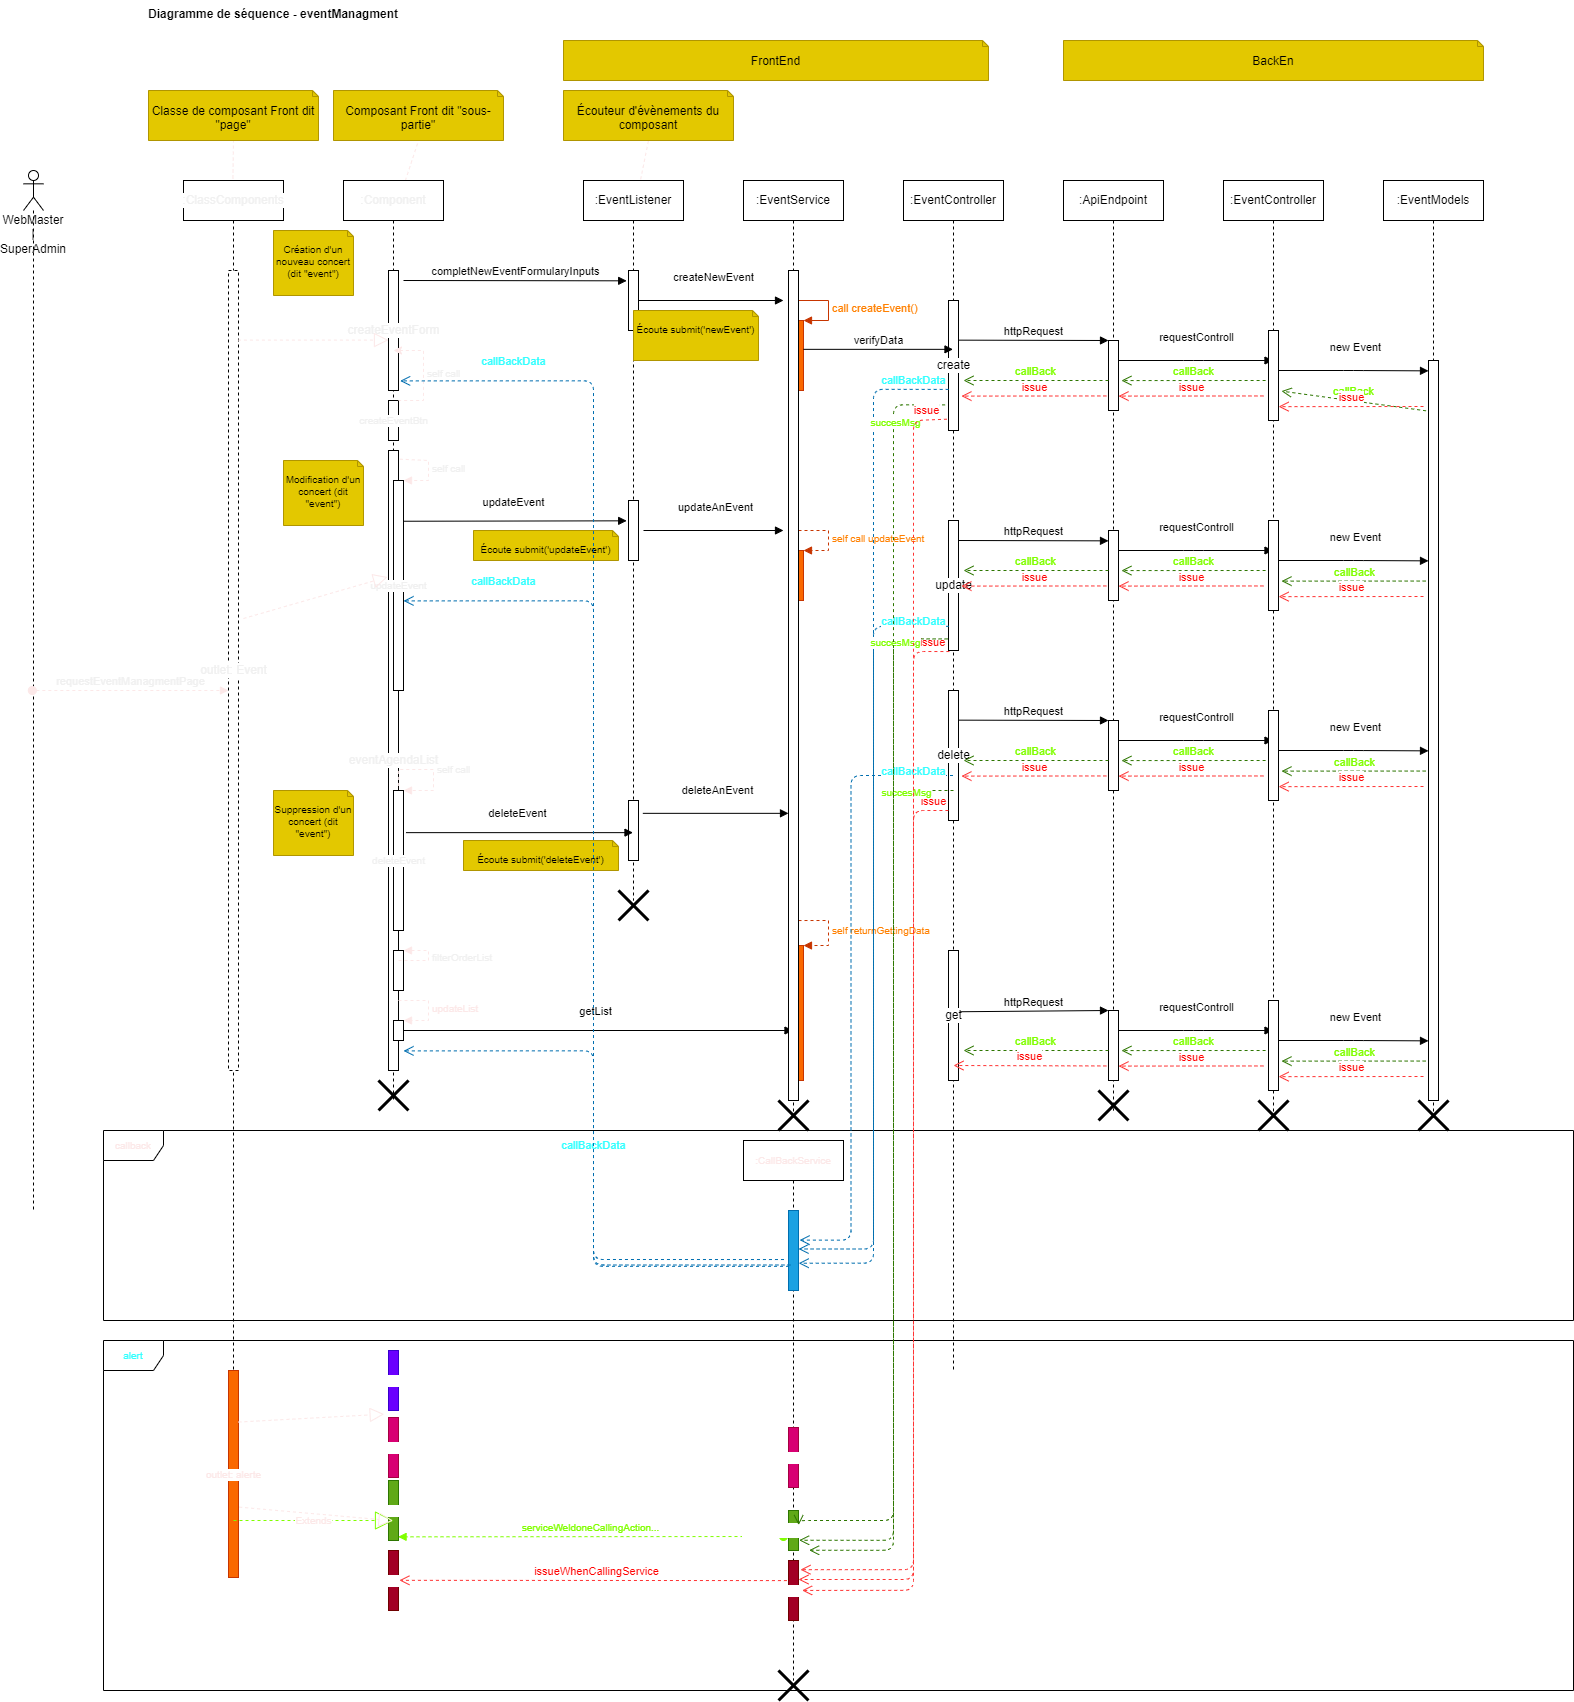 Diagramme de séquence - eventManagment
FrontEnd
BackEn
Classe de composant Front dit
"page"
Composant Front dit "sous-
partie"
Écouteur d'évènements du
composant
WebMaster
SuperAdmin
:ClassComponents
:Component
:EventListener
:EventService
:EventController
:ApiEndpoint
:EventController
:EventModels
Création d'un
nouveau concert
(dit "event")
completNewEventFormularyInputs
createNewEvent
call createEvent()
Écoute submit('newEvent')
createEventForm
self call
verifyData
httpRequest
requestControll
new Event
create
callBackData
callBackData
callBack
callBack
callBack
issue
issue
issue
issue
succesMsg
createEventBtn
self call
Modification d'un
concert (dit
"event")
updateEvent
updateAnEvent
Écoute submit('updateEvent')
self call updateEvent
httpRequest
requestControll
new Event
callBack
callBack
callBack
issue
issue
issue
update
updateEvent
callBackData
callBackData
succesMsg
issue
outlet: Event
requestEventManagmentPage
httpRequest
requestControll
new Event
delete
callBack
callBack
callBack
issue
issue
issue
callBackData
succesMsg
issue
eventAgendaList
self call
Suppression d'un
concert (dit
"event")
deleteEvent
deleteAnEvent
Écoute submit('deleteEvent')
deleteEvent
self returnGettingData
filterOrderList
updateList
getList
get
httpRequest
requestControll
new Event
callBack
callBack
callBack
issue
issue
issue
callback
callBackData
:CallBackService
alert
outlet: alerte
Extends
serviceWeldoneCallingAction...
issueWhenCallingService